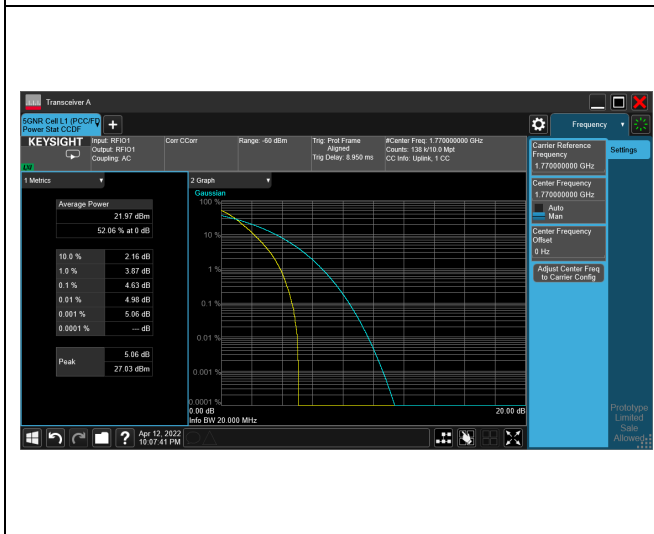 Transceiver A
5GNR Cell L1 (PCC/FD
Power Stat CCDF
Frequency
KEYSIGHT
Input: RFIO1
Output: RFIO1
Coupling: AC
Corr CCorr
Range: -60 dBm
Trig: Prot Frame
Aligned
Trig Delay: 8.950 ms
#Center Freq: 1.770000000 GHz
Counts: 138 k/10.0 Mpt
CC Info: Uplink, 1 CC
1 Metrics
Average Power
21.97 dBm
52.06 % at 0 dB
10.0 % 2.16 dB
1.0 % 3.87 dB
0.1 % 4.63 dB
0.01 % 4.98 dB
0.001 % 5.06 dB
0.0001 % --- dB
Peak
5.06 dB
27.03 dBm
2 Graph
Gaussian
100 %
10 %
1 %
0.1 %
0.01 %
0.001 %
0.0001 %
0.00 dB 20.00 dB
Info BW 20.000 MHz
Carrier Reference
Frequency
1.770000000 GHz
Center Frequency
1.770000000 GHz
Auto
Man
Center Frequency
Offset
0 Hz
Adjust Center Freq
to Carrier Config
Settings
Prototype
Limited
Sale
Allowed
Apr 12, 2022
10:07:41 PM